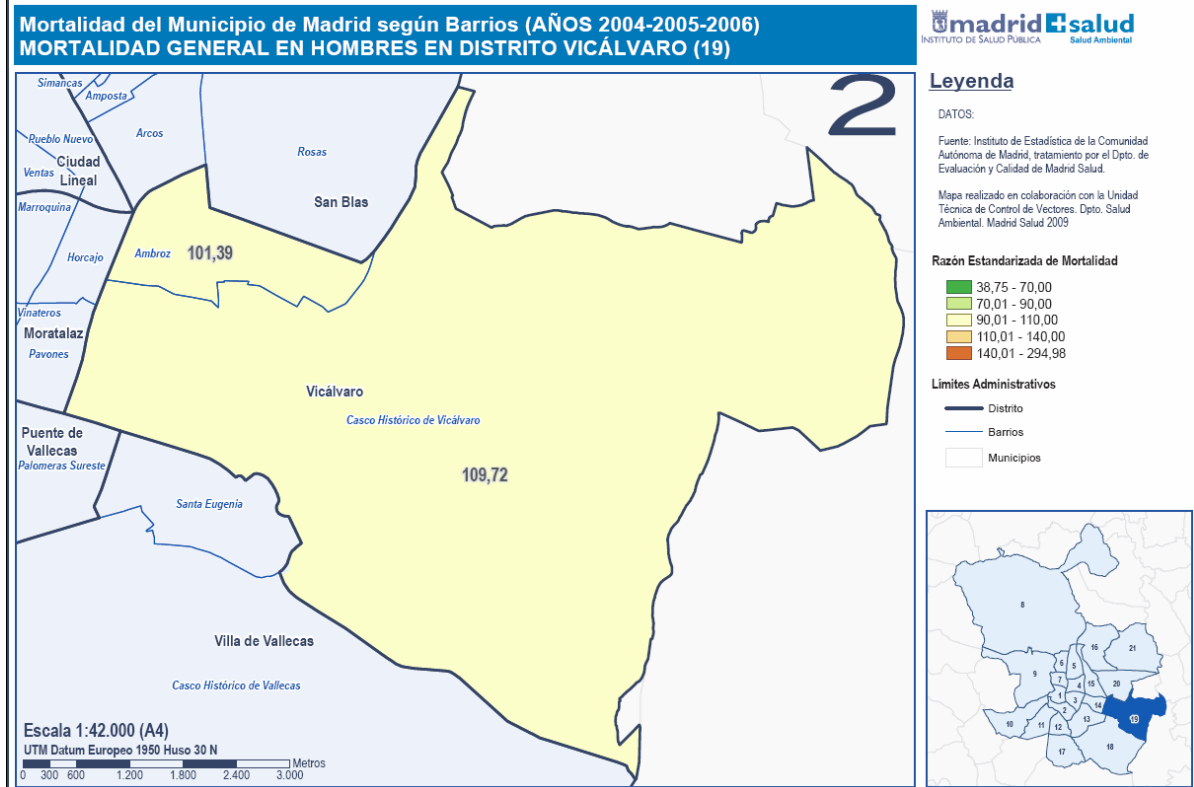 Mortalidad del Municipio de Madrid según Barrios (AÑOS 2004-2005-2006)
MORTALIDAD GENERAL EN HOMBRES EN DISTRITO VICÁLVARO (19)
madrid salud
INSTITUTO DE SALUD PÚBLICA
Salud Ambiental
2
Simancas
Amposta
Arcos
Pueblo Nuevo
Ciudad
Lineal
Ventas
Marroquina
Rosas
San Blas
Horcajo
Ambroz
101,39
Vinateros
Moratalaz
Pavones
Vicálvaro
Casco Histórico de Vicálvaro
109,72
Puente de
Vallecas
Palomeras Sureste
Santa Eugenia
Villa de Vallecas
Casco Histórico de Vallecas
Escala 1:42.000 (A4)
UTM Datum Europeo 1950 Huso 30 N
Metros
0 300 600 1.200 1.800 2.400 3.000
Leyenda
DATOS:
Fuente: Instituto de Estadística de la Comunidad
Autónoma de Madrid, tratamiento por el Dpto. de
Evaluación y Calidad de Madrid Salud.
Mapa realizado en colaboración con la Unidad
Técnica de Control de Vectores. Dpto. Salud
Ambiental. Madrid Salud 2009
Razón Estandarizada de Mortalidad
38,75 - 70,00
70,01 - 90,00
90,01 - 110,00
110,01 - 140,00
140,01 - 294,98
Limites Administrativos
Distrito
Barrios
Municipios
8
16
21
6
5
9
7
4
15
20
1
3
14
2
19
10
11
12
13
17
18